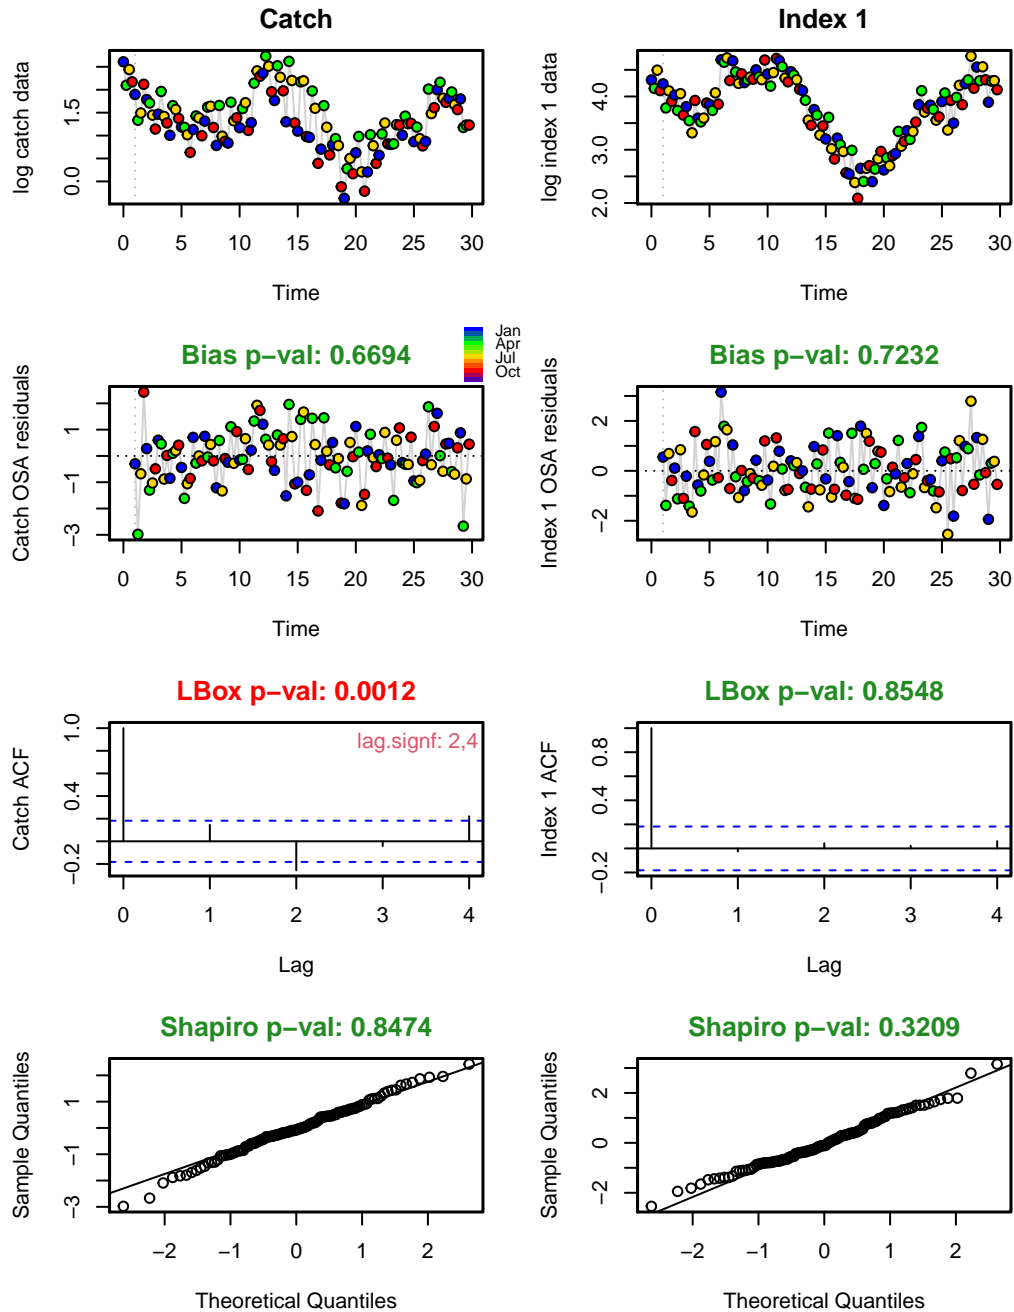 Catch
Index 1
log catch data
0.0 1.5
0 5 10 15 20 25 30
Time
log index 1 data
2.0 3.0 4.0
0 5 10 15 20 25 30
Time
Jan
Apr
Jul
Oct
Bias p−val: 0.6694
Bias p−val: 0.7232
Catch OSA residuals
−3 −1 1
0 5 10 15 20 25 30
Time
Index 1 OSA residuals
−2 0 2
0 5 10 15 20 25 30
Time
LBox p−val: 0.0012
LBox p−val: 0.8548
lag.signf: 2,4
Catch ACF
−0.2 0.4 1.0
0 1 2 3 4
Lag
Index 1 ACF
−0.2 0.4 0.8
0 1 2 3 4
Lag
Shapiro p−val: 0.8474
Shapiro p−val: 0.3209
Sample Quantiles
−3 −1 1
−2 −1 0 1 2
Theoretical Quantiles
Sample Quantiles
−2 0 2
−2 −1 0 1 2
Theoretical Quantiles